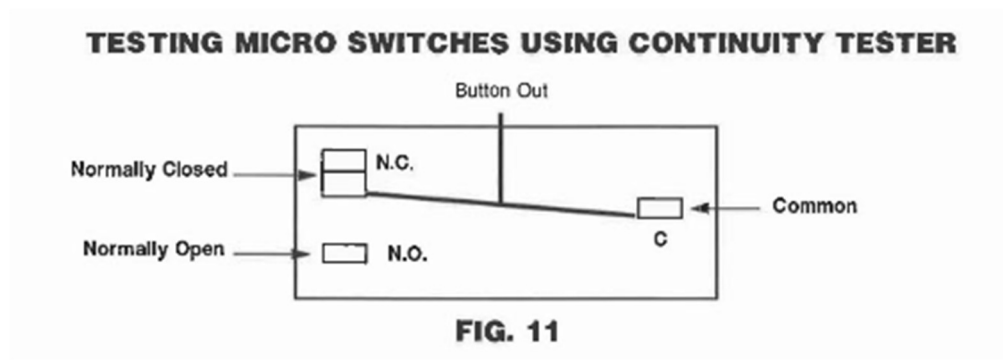 TESTING MICRO SWITCHES USING CONTINUITY TESTER
Button Out
Normally Closed
N.C.
Common
C
Normally Open
N.O.
FIG. 11